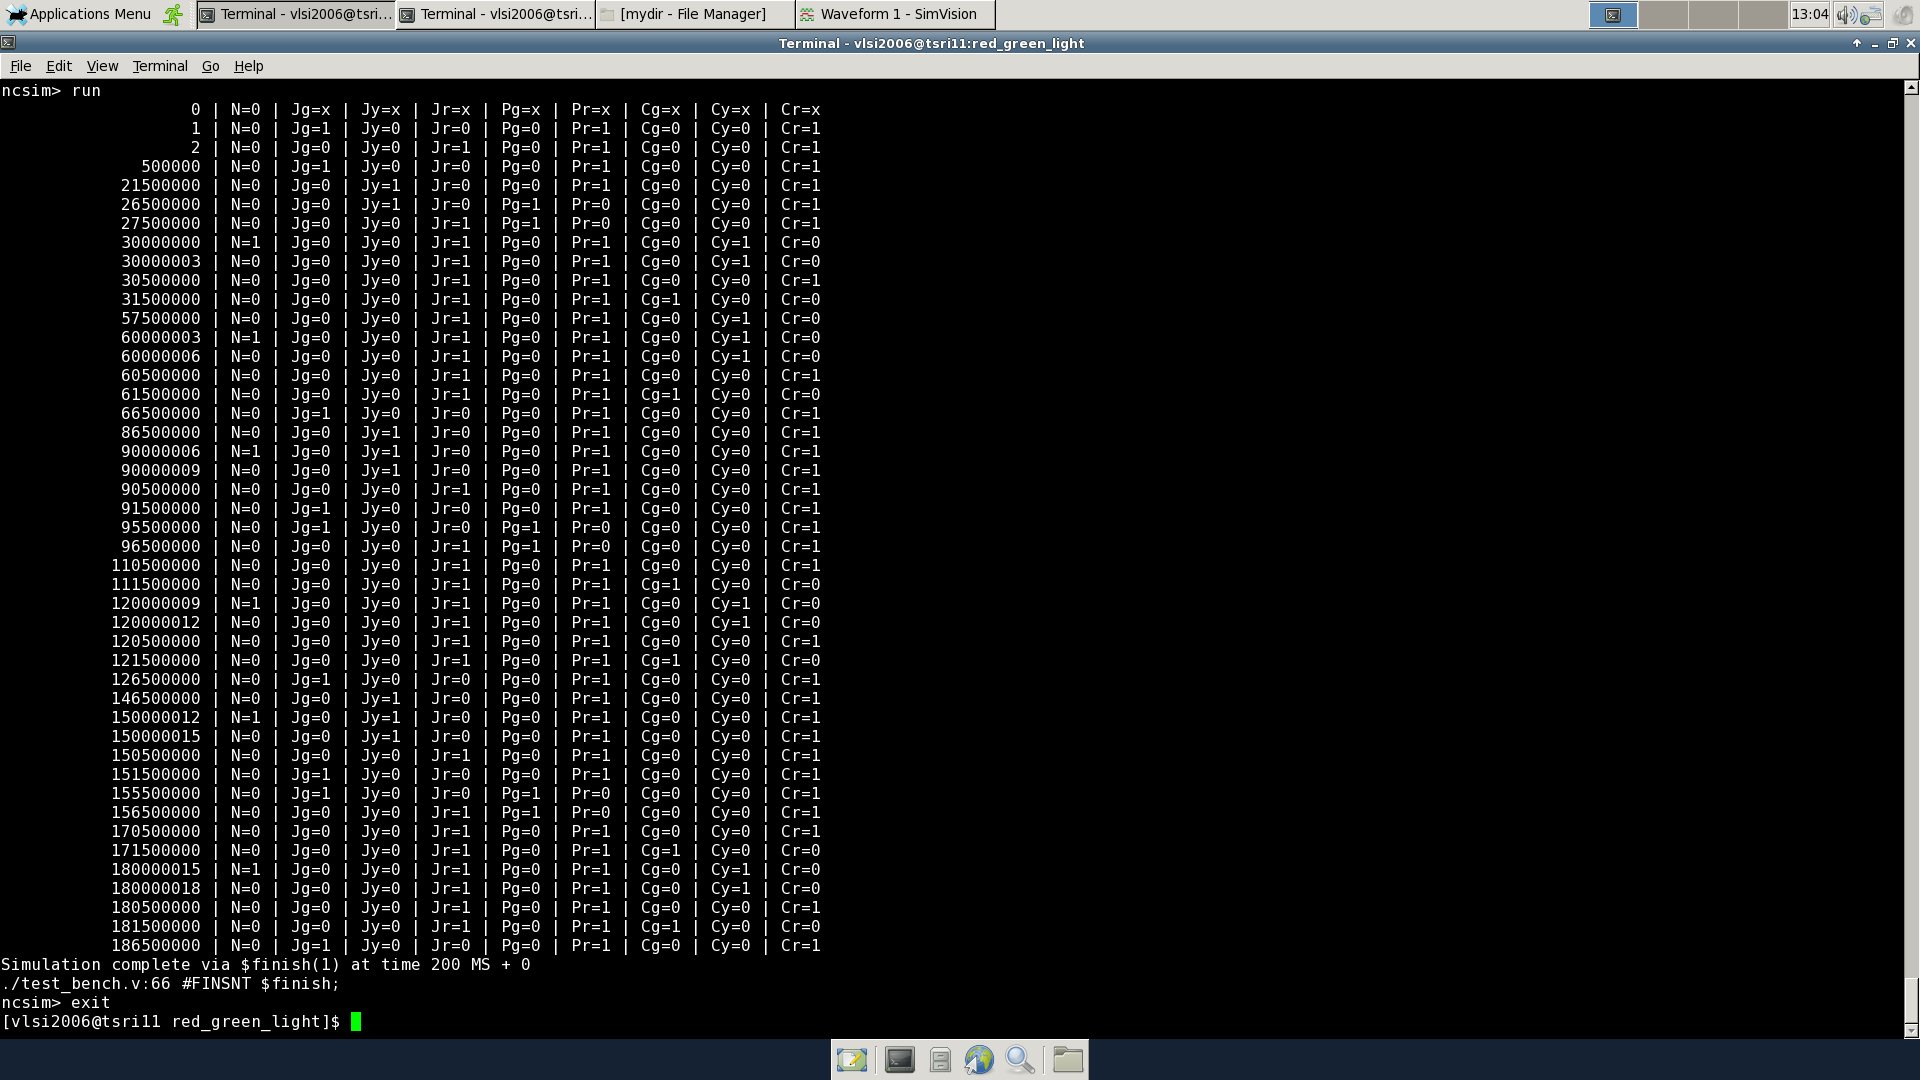 Applications Menu Terminal - vlsi2006@tsri... Terminal - vlsi2006@tsri... [mydir - File Manager] Waveform 1 - SimVision 13:04
Terminal - vlsi2006@tsri11:red_green_light
File Edit View Terminal Go Help
ncsim> run
0 | N=0 | Jg=x | Jy=x | Jr=x | Pg=x | Pr=x | Cg=x | Cy=x | Cr=x
1 | N=0 | Jg=1 | Jy=0 | Jr=0 | Pg=0 | Pr=1 | Cg=0 | Cy=0 | Cr=1
2 | N=0 | Jg=0 | Jy=0 | Jr=1 | Pg=0 | Pr=1 | Cg=0 | Cy=0 | Cr=1
500000 | N=0 | Jg=1 | Jy=0 | Jr=0 | Pg=0 | Pr=1 | Cg=0 | Cy=0 | Cr=1
21500000 | N=0 | Jg=0 | Jy=1 | Jr=0 | Pg=0 | Pr=1 | Cg=0 | Cy=0 | Cr=1
26500000 | N=0 | Jg=0 | Jy=1 | Jr=0 | Pg=1 | Pr=0 | Cg=0 | Cy=0 | Cr=1
27500000 | N=0 | Jg=0 | Jy=0 | Jr=1 | Pg=1 | Pr=0 | Cg=0 | Cy=0 | Cr=1
30000000 | N=1 | Jg=0 | Jy=0 | Jr=1 | Pg=0 | Pr=1 | Cg=0 | Cy=1 | Cr=0
30000003 | N=0 | Jg=0 | Jy=0 | Jr=1 | Pg=0 | Pr=1 | Cg=0 | Cy=1 | Cr=0
30500000 | N=0 | Jg=0 | Jy=0 | Jr=1 | Pg=0 | Pr=1 | Cg=0 | Cy=0 | Cr=1
31500000 | N=0 | Jg=0 | Jy=0 | Jr=1 | Pg=0 | Pr=1 | Cg=1 | Cy=0 | Cr=0
57500000 | N=0 | Jg=0 | Jy=0 | Jr=1 | Pg=0 | Pr=1 | Cg=0 | Cy=1 | Cr=0
60000003 | N=1 | Jg=0 | Jy=0 | Jr=1 | Pg=0 | Pr=1 | Cg=0 | Cy=1 | Cr=0
60000006 | N=0 | Jg=0 | Jy=0 | Jr=1 | Pg=0 | Pr=1 | Cg=0 | Cy=1 | Cr=0
60500000 | N=0 | Jg=0 | Jy=0 | Jr=1 | Pg=0 | Pr=1 | Cg=0 | Cy=0 | Cr=1
61500000 | N=0 | Jg=0 | Jy=0 | Jr=1 | Pg=0 | Pr=1 | Cg=1 | Cy=0 | Cr=0
66500000 | N=0 | Jg=1 | Jy=0 | Jr=0 | Pg=0 | Pr=1 | Cg=0 | Cy=0 | Cr=1
86500000 | N=0 | Jg=0 | Jy=1 | Jr=0 | Pg=0 | Pr=1 | Cg=0 | Cy=0 | Cr=1
90000006 | N=1 | Jg=0 | Jy=1 | Jr=0 | Pg=0 | Pr=1 | Cg=0 | Cy=0 | Cr=1
90000009 | N=0 | Jg=0 | Jy=1 | Jr=0 | Pg=0 | Pr=1 | Cg=0 | Cy=0 | Cr=1
90500000 | N=0 | Jg=0 | Jy=0 | Jr=1 | Pg=0 | Pr=1 | Cg=0 | Cy=0 | Cr=1
91500000 | N=0 | Jg=1 | Jy=0 | Jr=0 | Pg=0 | Pr=1 | Cg=0 | Cy=0 | Cr=1
95500000 | N=0 | Jg=1 | Jy=0 | Jr=0 | Pg=1 | Pr=0 | Cg=0 | Cy=0 | Cr=1
96500000 | N=0 | Jg=0 | Jy=0 | Jr=1 | Pg=1 | Pr=0 | Cg=0 | Cy=0 | Cr=1
110500000 | N=0 | Jg=0 | Jy=0 | Jr=1 | Pg=0 | Pr=1 | Cg=0 | Cy=0 | Cr=1
111500000 | N=0 | Jg=0 | Jy=0 | Jr=1 | Pg=0 | Pr=1 | Cg=1 | Cy=0 | Cr=0
120000009 | N=1 | Jg=0 | Jy=0 | Jr=1 | Pg=0 | Pr=1 | Cg=0 | Cy=1 | Cr=0
120000012 | N=0 | Jg=0 | Jy=0 | Jr=1 | Pg=0 | Pr=1 | Cg=0 | Cy=1 | Cr=0
120500000 | N=0 | Jg=0 | Jy=0 | Jr=1 | Pg=0 | Pr=1 | Cg=0 | Cy=0 | Cr=1
121500000 | N=0 | Jg=0 | Jy=0 | Jr=1 | Pg=0 | Pr=1 | Cg=1 | Cy=0 | Cr=0
126500000 | N=0 | Jg=1 | Jy=0 | Jr=0 | Pg=0 | Pr=1 | Cg=0 | Cy=0 | Cr=1
146500000 | N=0 | Jg=0 | Jy=1 | Jr=0 | Pg=0 | Pr=1 | Cg=0 | Cy=0 | Cr=1
150000012 | N=1 | Jg=0 | Jy=1 | Jr=0 | Pg=0 | Pr=1 | Cg=0 | Cy=0 | Cr=1
150000015 | N=0 | Jg=0 | Jy=1 | Jr=0 | Pg=0 | Pr=1 | Cg=0 | Cy=0 | Cr=1
150500000 | N=0 | Jg=0 | Jy=0 | Jr=1 | Pg=0 | Pr=1 | Cg=0 | Cy=0 | Cr=1
151500000 | N=0 | Jg=1 | Jy=0 | Jr=0 | Pg=0 | Pr=1 | Cg=0 | Cy=0 | Cr=1
155500000 | N=0 | Jg=1 | Jy=0 | Jr=0 | Pg=1 | Pr=0 | Cg=0 | Cy=0 | Cr=1
156500000 | N=0 | Jg=0 | Jy=0 | Jr=1 | Pg=1 | Pr=0 | Cg=0 | Cy=0 | Cr=1
170500000 | N=0 | Jg=0 | Jy=0 | Jr=1 | Pg=0 | Pr=1 | Cg=0 | Cy=0 | Cr=1
171500000 | N=0 | Jg=0 | Jy=0 | Jr=1 | Pg=0 | Pr=1 | Cg=1 | Cy=0 | Cr=0
180000015 | N=1 | Jg=0 | Jy=0 | Jr=1 | Pg=0 | Pr=1 | Cg=0 | Cy=1 | Cr=0
180000018 | N=0 | Jg=0 | Jy=0 | Jr=1 | Pg=0 | Pr=1 | Cg=0 | Cy=1 | Cr=0
180500000 | N=0 | Jg=0 | Jy=0 | Jr=1 | Pg=0 | Pr=1 | Cg=0 | Cy=0 | Cr=1
181500000 | N=0 | Jg=0 | Jy=0 | Jr=1 | Pg=0 | Pr=1 | Cg=1 | Cy=0 | Cr=0
186500000 | N=0 | Jg=1 | Jy=0 | Jr=0 | Pg=0 | Pr=1 | Cg=0 | Cy=0 | Cr=1
Simulation complete via $finish(1) at time 200 MS + 0
./test_bench.v:66 #FINSNT $finish;
ncsim> exit
[vlsi2006@tsri11 red_green_light]$